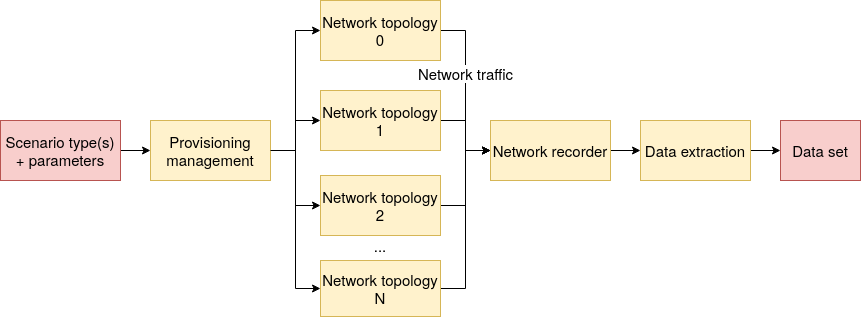 Scenario type(s)
+ parameters
Provisioning
management
Network topology
0
Network traffic
Network topology
1
Network topology
2
...
Network topology
N
Network recorder
Data extraction
Data set